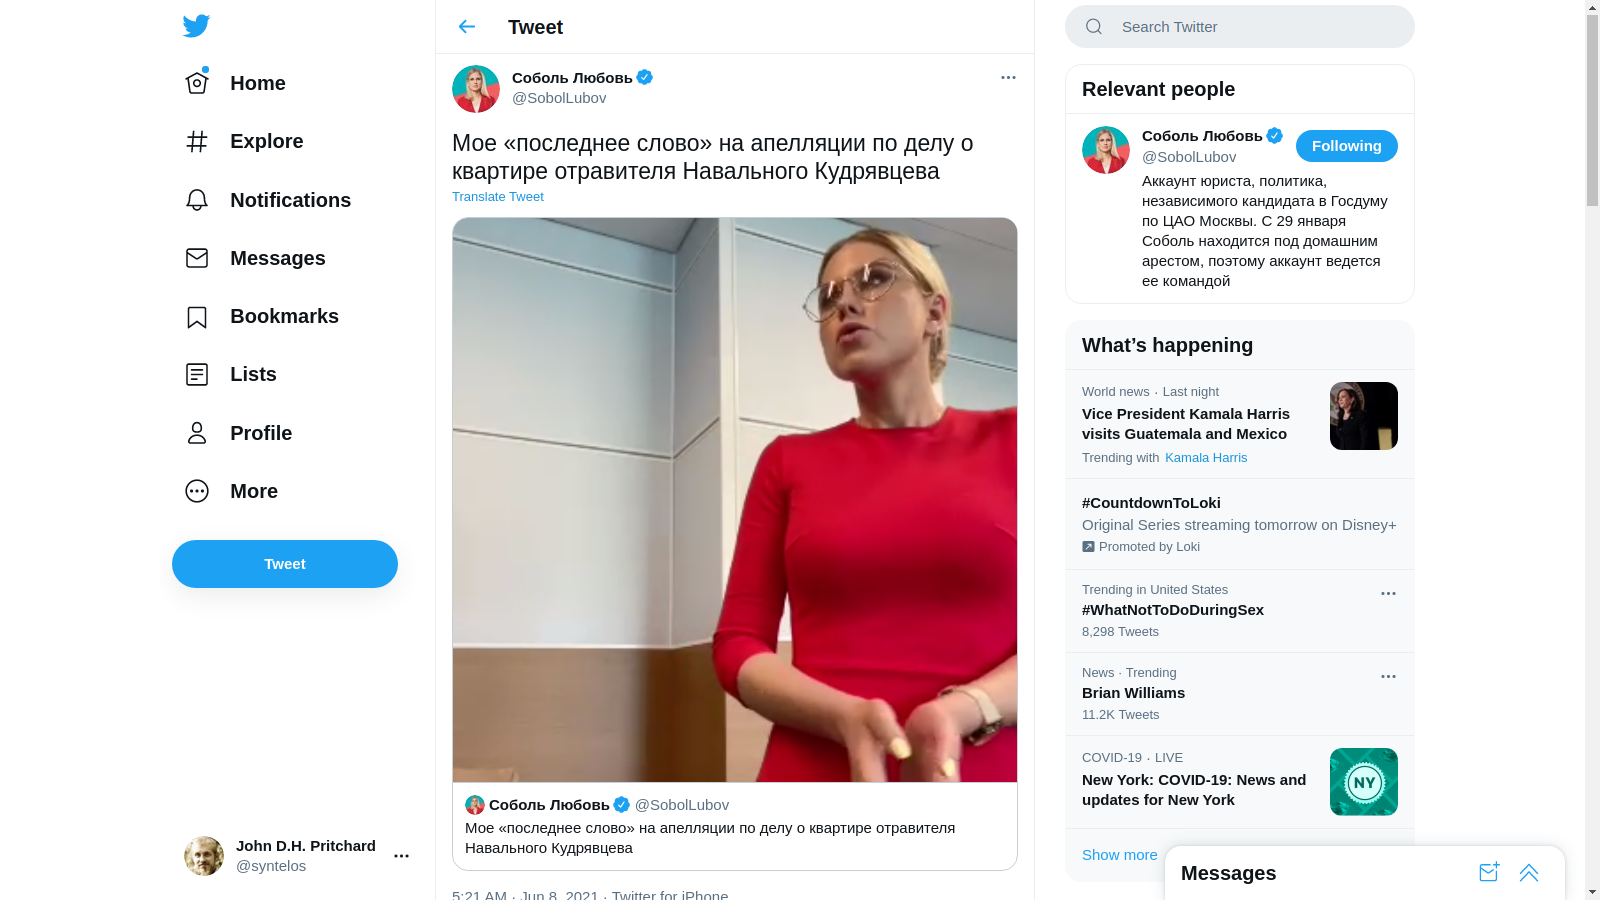 Home
Explore
Notifications
Messages
Bookmarks
Lists
Profile
More
Tweet
John D.H. Pritchard
@syntelos
Tweet
Соболь Любовь
@SobolLubov
Мое «последнее слово» на апелляции по делу о
квартире отравителя Навального Кудрявцева
Translate Tweet
Соболь Любовь @SobolLubov
Мое «последнее слово» на апелляции по делу о квартире отравителя
Навального Кудрявцева
5:21 AM · Jun 8, 2021 · Twitter for iPhone
Search Twitter
Relevant people
Соболь Любовь
@SobolLubov
Following
Аккаунт юриста, политика,
независимого кандидата в Госдуму
по ЦАО Москвы. С 29 января
Соболь находится под домашним
арестом, поэтому аккаунт ведется
ее командой
What's happening
World news · Last night
Vice President Kamala Harris
visits Guatemala and Mexico
Trending with Kamala Harris
#CountdownToLoki
Original Series streaming tomorrow on Disney+
Promoted by Loki
Trending in United States
#WhatNotToDoDuringSex
8,298 Tweets
News · Trending
Brian Williams
11.2K Tweets
COVID-19 · LIVE
New York: COVID-19: News and
updates for New York
NY
Show more
Messages